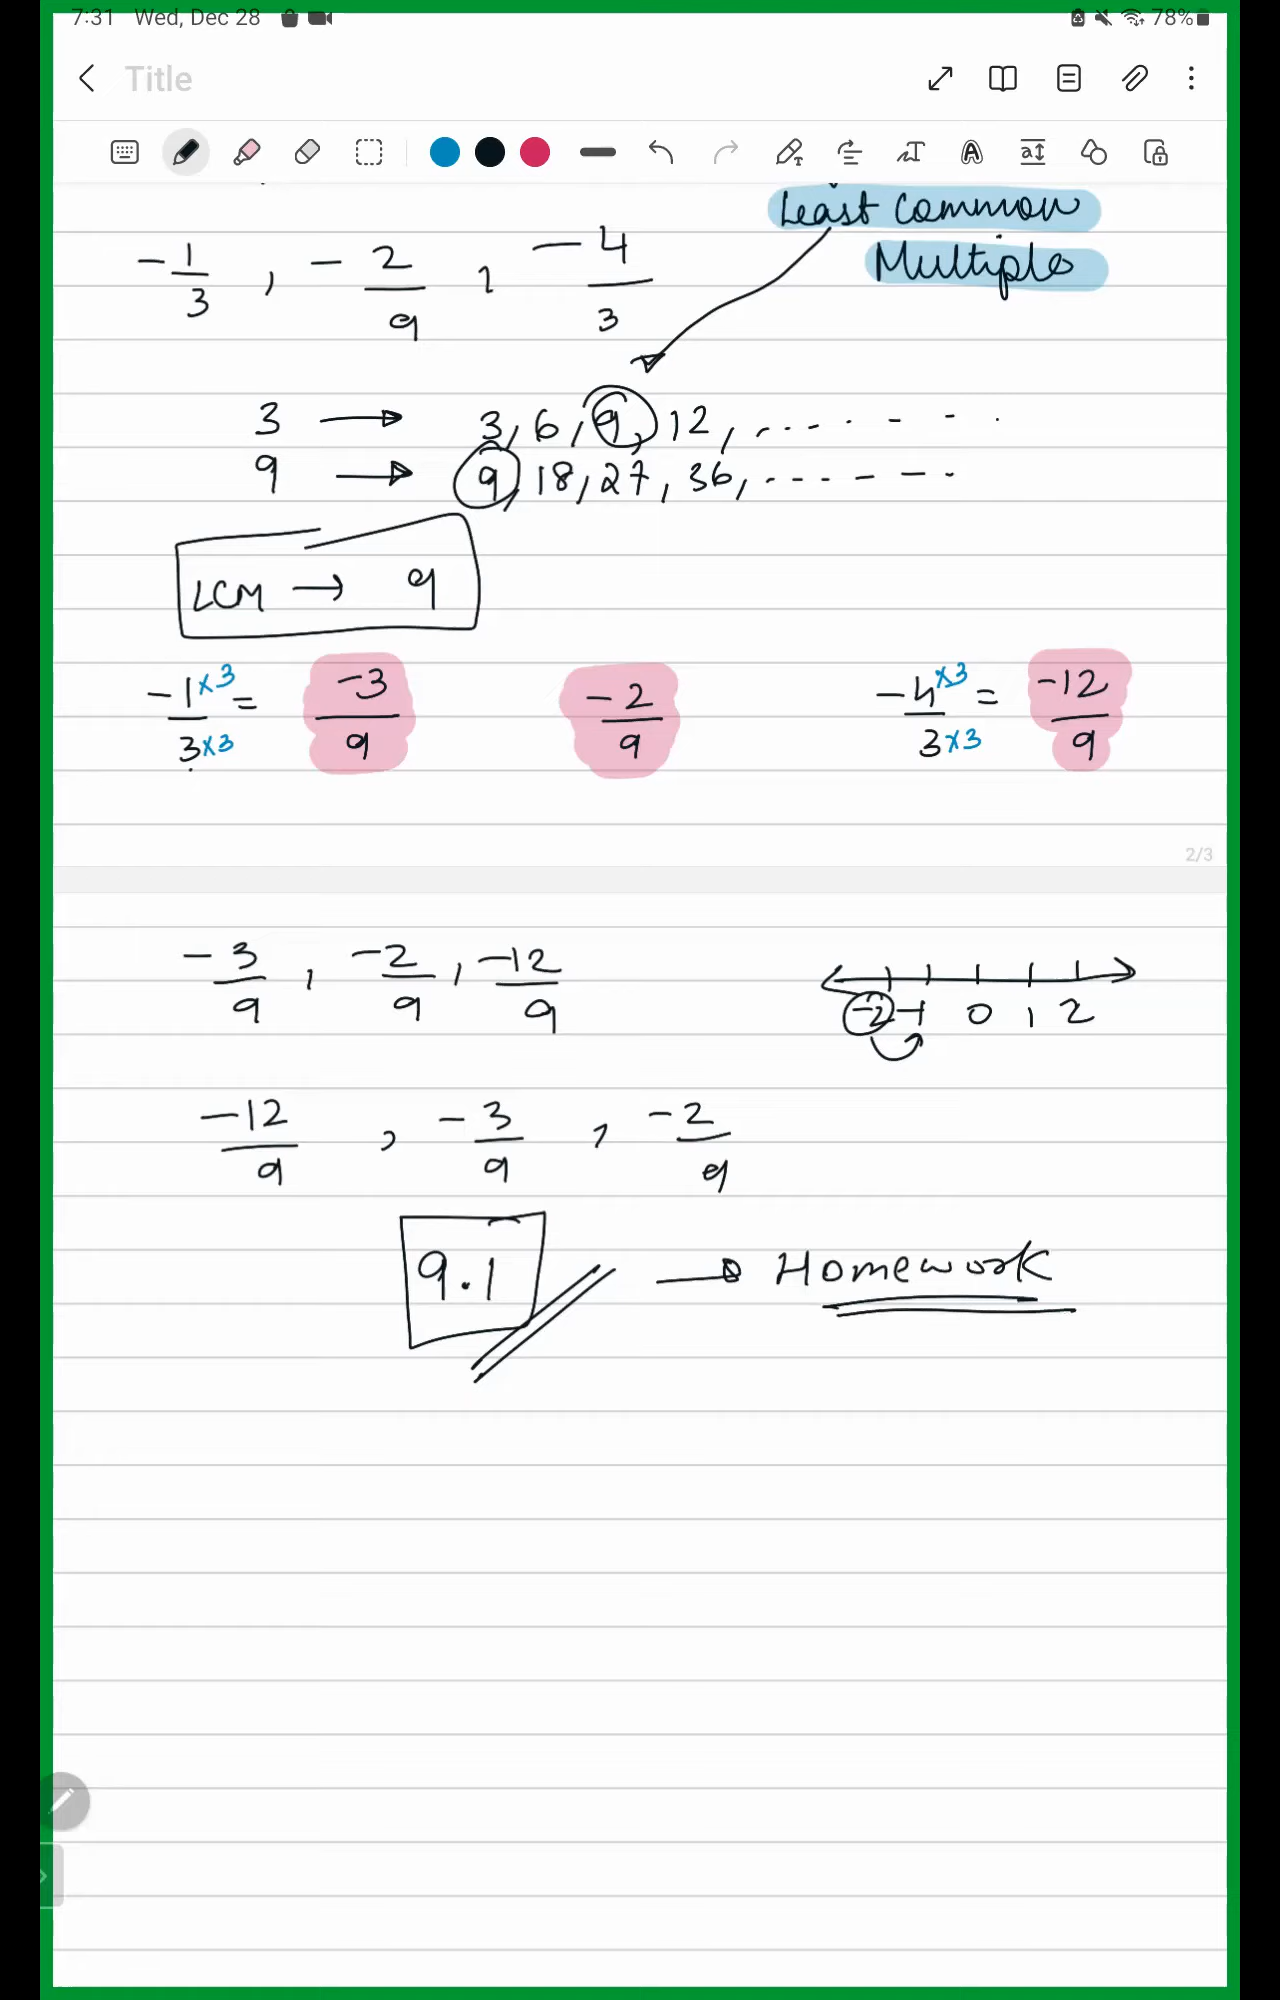 7:31 Wed, Dec 28 78%
Title
Least Common
Multiple
-1/3 , -2/9 , -4/3
3 → 3, 6, 9, 12, ........
9 → 9, 18, 27, 36, .......
LCM → 9
-1×3/3×3 = -3/9 -2/9 -4×3/3×3 = -12/9
2/3
-3/9 , -2/9 , -12/9
-2 -1 0 1 2
-12/9 , -3/9 , -2/9
9.1 → Homework